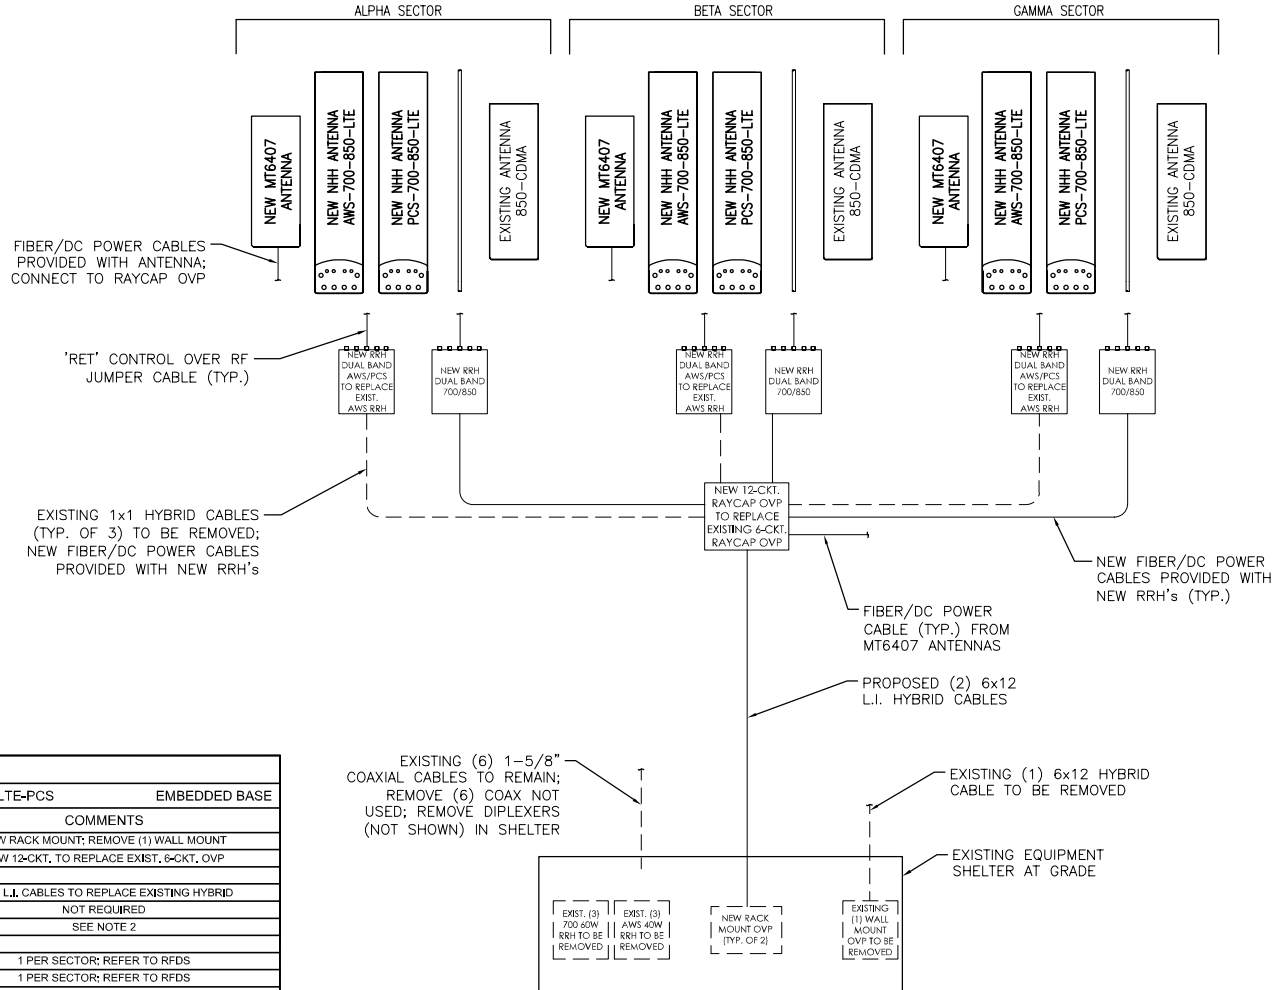 ALPHA SECTOR
BETA SECTOR
GAMMA SECTOR
NEW MT6407
ANTENNA
NEW NHH ANTENNA
AWS-700-850-LTE
NEW NHH ANTENNA
PCS-700-850-LTE
EXISTING ANTENNA
850-CDMA
NEW MT6407
ANTENNA
NEW NHH ANTENNA
AWS-700-850-LTE
NEW NHH ANTENNA
PCS-700-850-LTE
EXISTING ANTENNA
850-CDMA
NEW MT6407
ANTENNA
NEW NHH ANTENNA
AWS-700-850-LTE
NEW NHH ANTENNA
PCS-700-850-LTE
EXISTING ANTENNA
850-CDMA
FIBER/DC POWER CABLES
PROVIDED WITH ANTENNA;
CONNECT TO RAYCAP OVP
'RET' CONTROL OVER RF
JUMPER CABLE (TYP.)
NEW RRH
DUAL BAND
AWS/PCS
TO REPLACE
EXIST.
AWS RRH
NEW RRH
DUAL BAND
700/850
NEW RRH
DUAL BAND
AWS/PCS
TO REPLACE
EXIST.
AWS RRH
NEW RRH
DUAL BAND
700/850
NEW RRH
DUAL BAND
AWS/PCS
TO REPLACE
EXIST.
AWS RRH
NEW RRH
DUAL BAND
700/850
EXISTING 1x1 HYBRID CABLES
(TYP. OF 3) TO BE REMOVED;
NEW FIBER/DC POWER CABLES
PROVIDED WITH NEW RRH's
NEW 12-CKT.
RAYCAP OVP
TO REPLACE
EXISTING 6-CKT.
RAYCAP OVP
NEW FIBER/DC POWER
CABLES PROVIDED WITH
NEW RRH's (TYP.)
FIBER/DC POWER
CABLE (TYP.) FROM
MT6407 ANTENNAS
PROPOSED (2) 6x12
L.I. HYBRID CABLES
EXISTING (6) 1-5/8"
COAXIAL CABLES TO REMAIN;
REMOVE (6) COAX NOT
USED; REMOVE DIPLEXERS
(NOT SHOWN) IN SHELTER
EXISTING (1) 6x12 HYBRID
CABLE TO BE REMOVED
EXISTING EQUIPMENT
SHELTER AT GRADE
EXIST. (3)
700 60W
RRH TO BE
REMOVED
EXIST. (3)
AWS 40W
RRH TO BE
REMOVED
NEW RACK
MOUNT OVP
(TYP. OF 2)
EXISTING
(1) WALL
MOUNT
OVP TO BE
REMOVED
LTE-PCS EMBEDDED BASE
COMMENTS
W RACK MOUNT; REMOVE (1) WALL MOUNT
W 12-CKT. TO REPLACE EXIST. 6-CKT. OVP
L.I. CABLES TO REPLACE EXISTING HYBRID
NOT REQUIRED
SEE NOTE 2
1 PER SECTOR; REFER TO RFDS
1 PER SECTOR; REFER TO RFDS